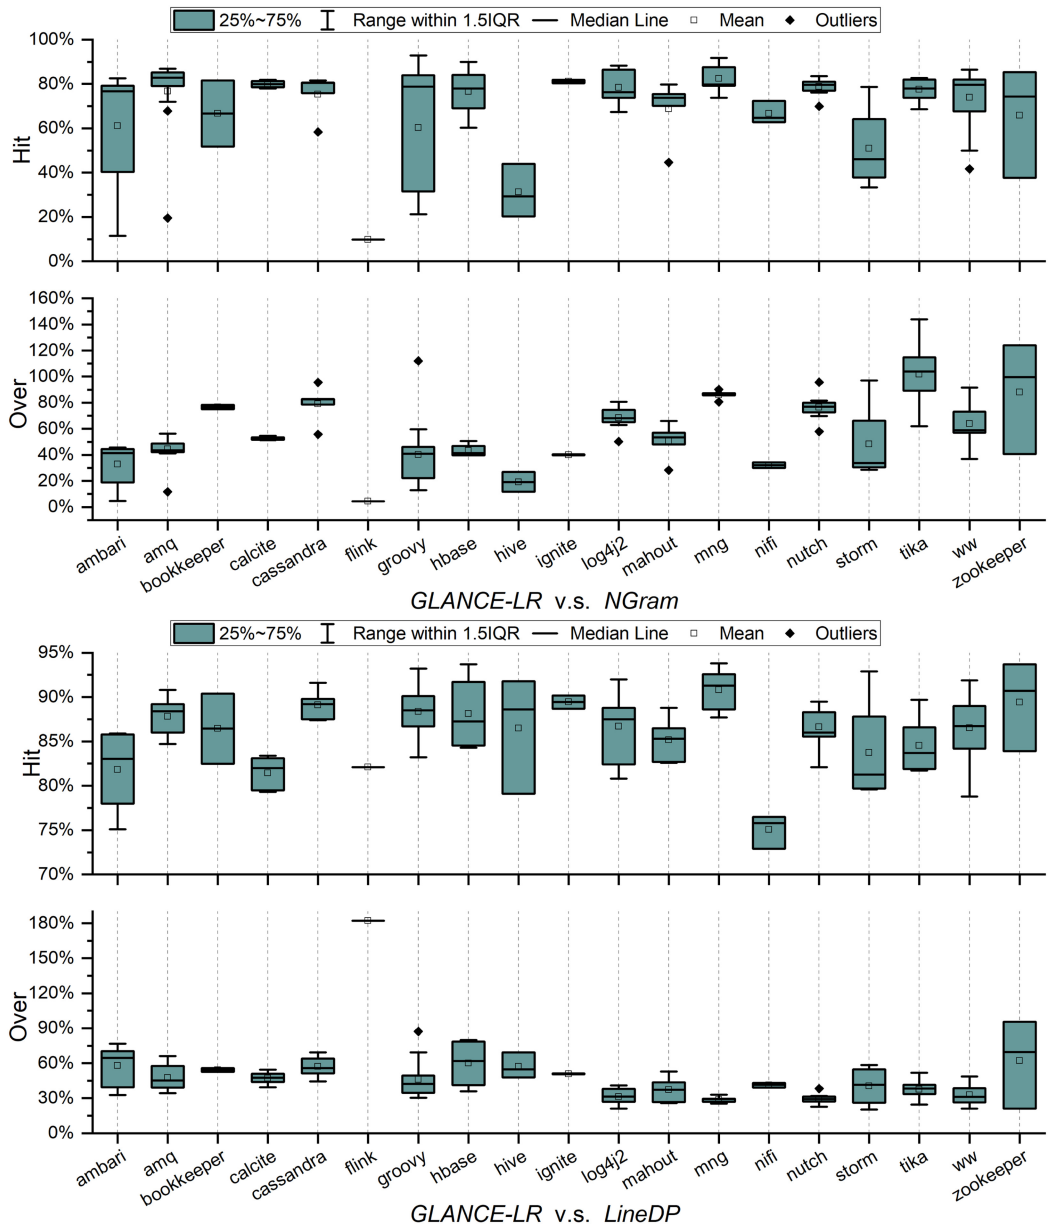 25%~75% Range within 1.5IQR Median Line Mean Outliers
100%
80%
60%
40%
20%
0%
Hit
160%
140%
120%
100%
80%
60%
40%
20%
0%
Over
ambari amq bookkeeper calcite cassandra flink groovy hbase hive ignite log4j2 mahout mng nifi nutch storm tika ww zookeeper
GLANCE-LR v.s. NGram
25%~75% Range within 1.5IQR Median Line Mean Outliers
95%
90%
85%
80%
75%
70%
Hit
180%
150%
120%
90%
60%
30%
0%
Over
ambari amq bookkeeper calcite cassandra flink groovy hbase hive ignite log4j2 mahout mng nifi nutch storm tika ww zookeeper
GLANCE-LR v.s. LineDP